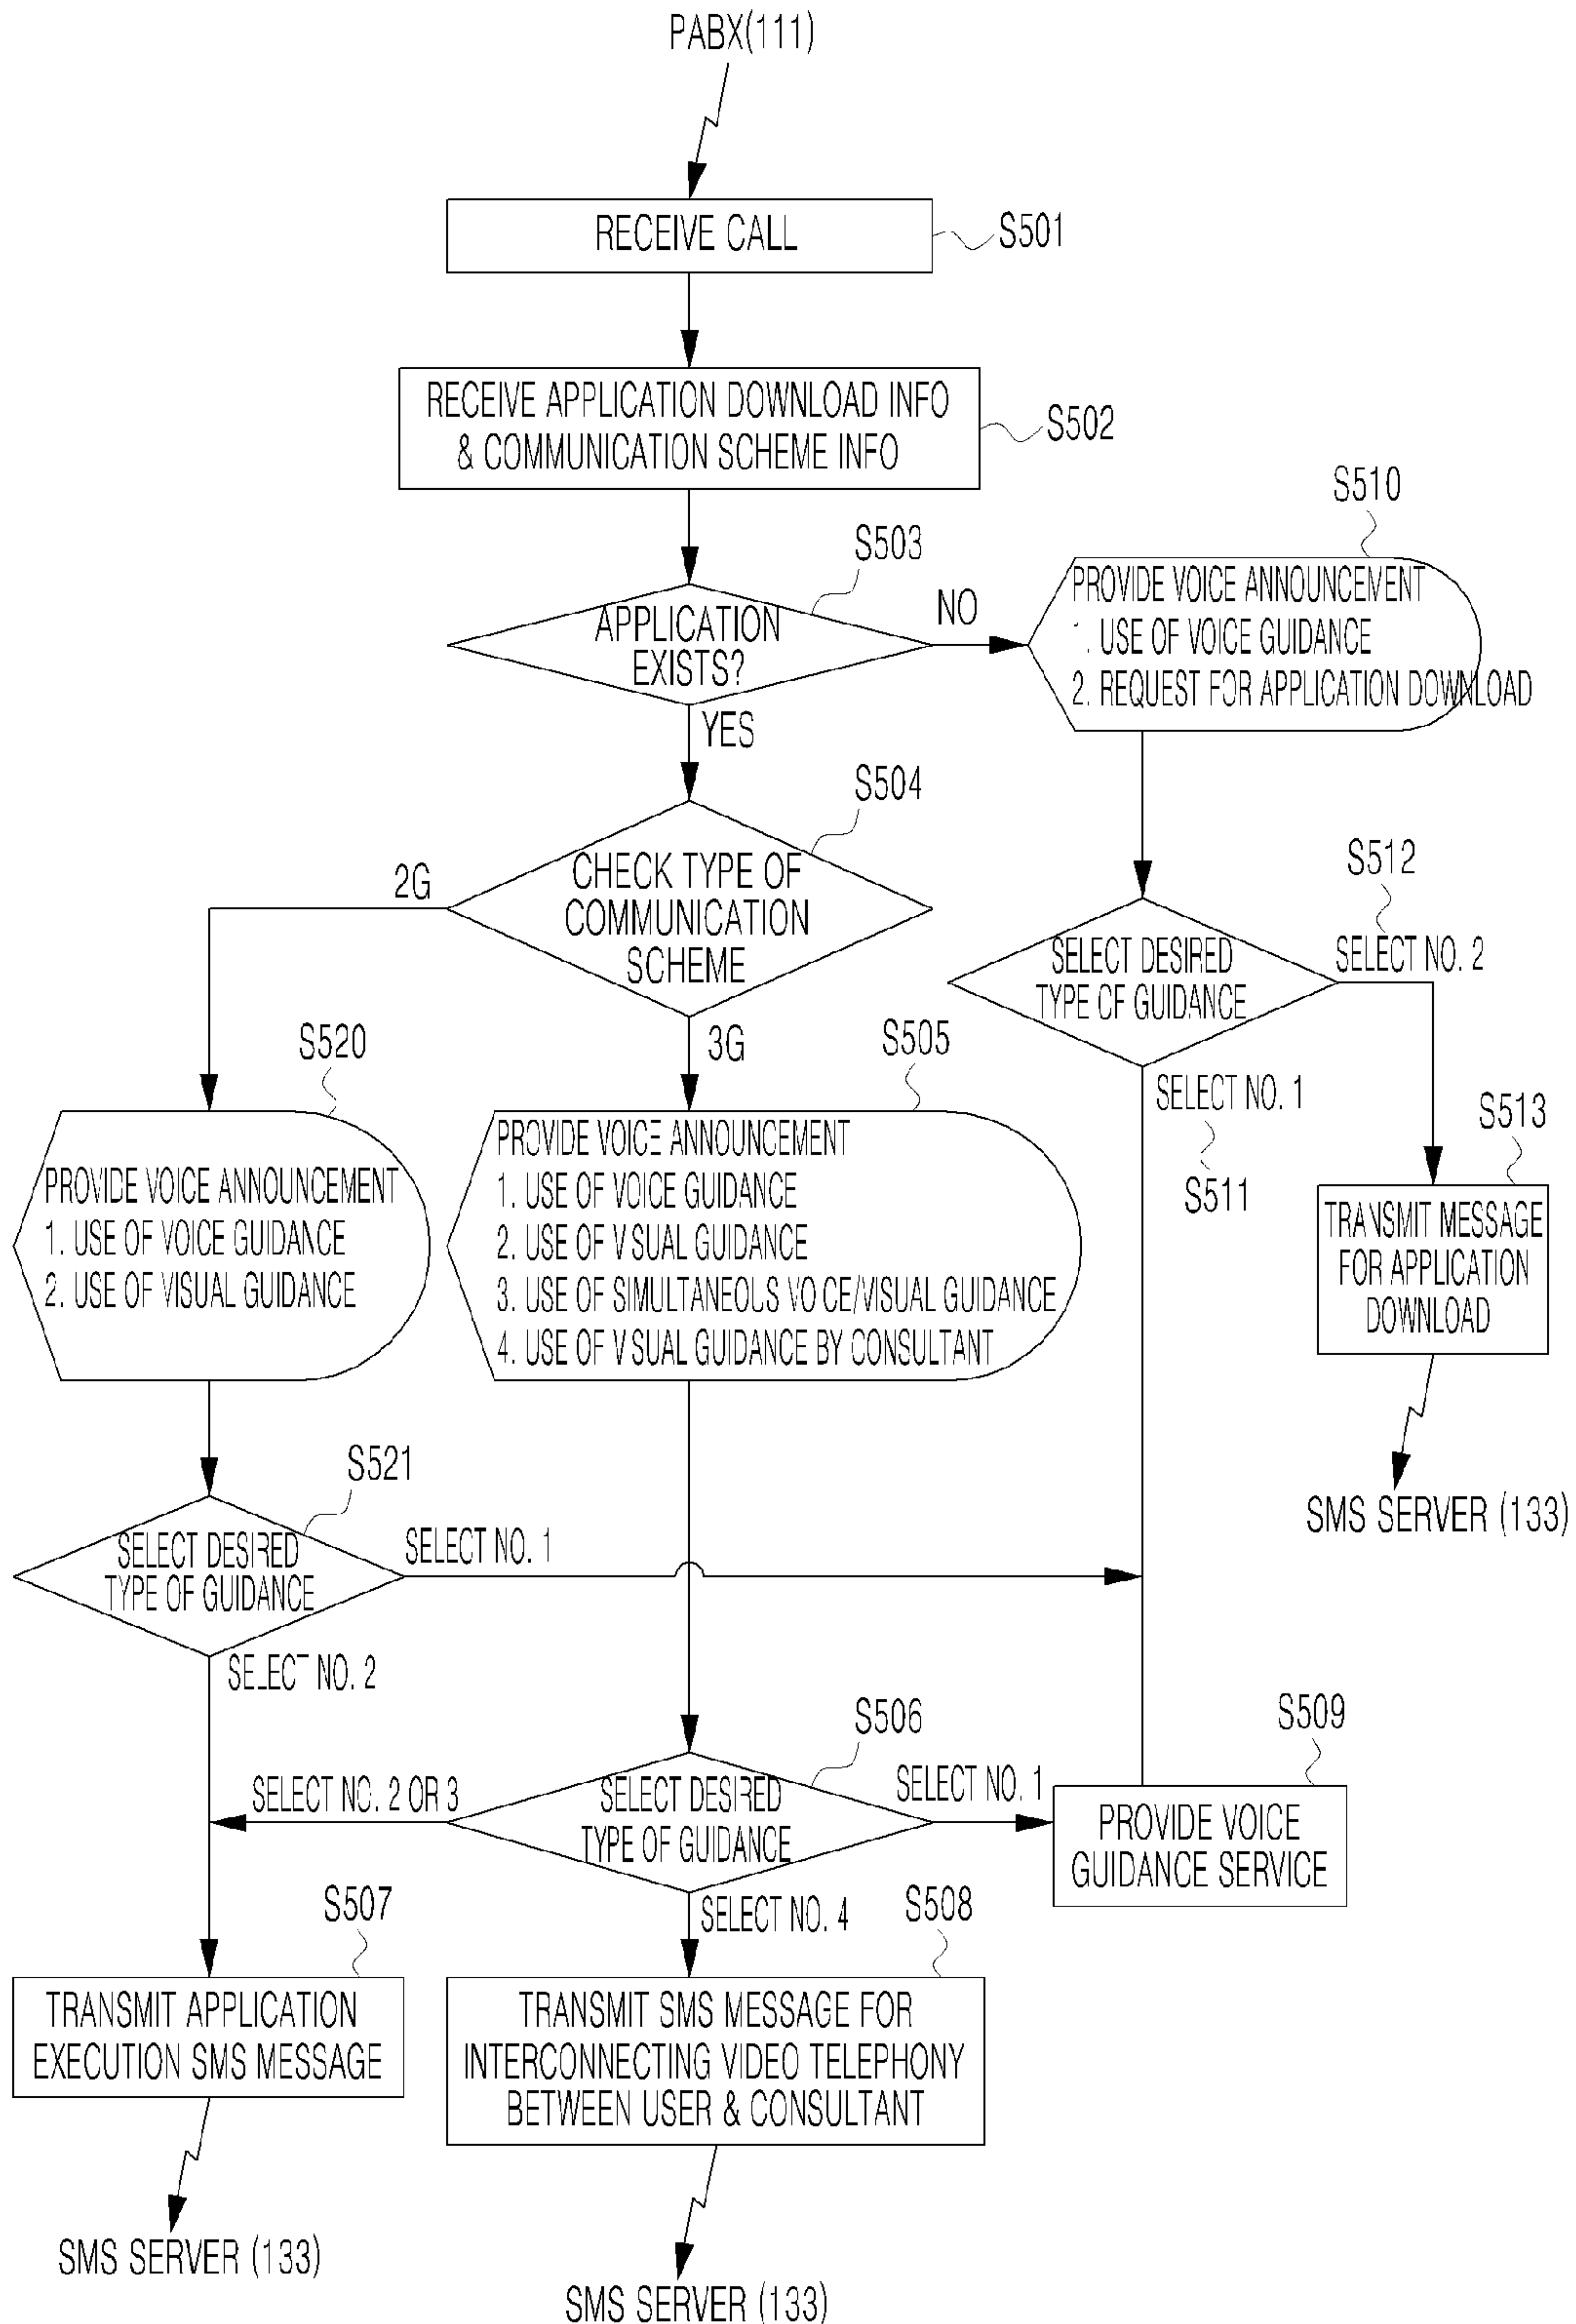 PABX(111)
RECEIVE CALL
S501
RECEIVE APPLICATION DOWNLOAD INFO
& COMMUNICATION SCHEME INFO
S502
S503
APPLICATION
EXISTS?
NO
YES
S510
PROVIDE VOICE ANNOUNCEMENT
1. USE OF VOICE GUIDANCE
2. REQUEST FOR APPLICATION DOWNLOAD
S504
CHECK TYPE OF
COMMUNICATION
SCHEME
2G
3G
S512
SELECT DESIRED
TYPE OF GUIDANCE
SELECT NO. 2
SELECT NO. 1
S511
S513
TRANSMIT MESSAGE
FOR APPLICATION
DOWNLOAD
SMS SERVER (133)
S520
PROVIDE VOICE ANNOUNCEMENT
1. USE OF VOICE GUIDANCE
2. USE OF VISUAL GUIDANCE
S505
PROVIDE VOICE ANNOUNCEMENT
1. USE OF VOICE GUIDANCE
2. USE OF VISUAL GUIDANCE
3. USE OF SIMULTANEOUS VOICE/VISUAL GUIDANCE
4. USE OF VISUAL GUIDANCE BY CONSULTANT
S521
SELECT DESIRED
TYPE OF GUIDANCE
SELECT NO. 1
SELECT NO. 2
S506
SELECT DESIRED
TYPE OF GUIDANCE
SELECT NO. 2 OR 3
SELECT NO. 1
SELECT NO. 4
S509
PROVIDE VOICE
GUIDANCE SERVICE
S507
TRANSMIT APPLICATION
EXECUTION SMS MESSAGE
SMS SERVER (133)
S508
TRANSMIT SMS MESSAGE FOR
INTERCONNECTING VIDEO TELEPHONY
BETWEEN USER & CONSULTANT
SMS SERVER (133)